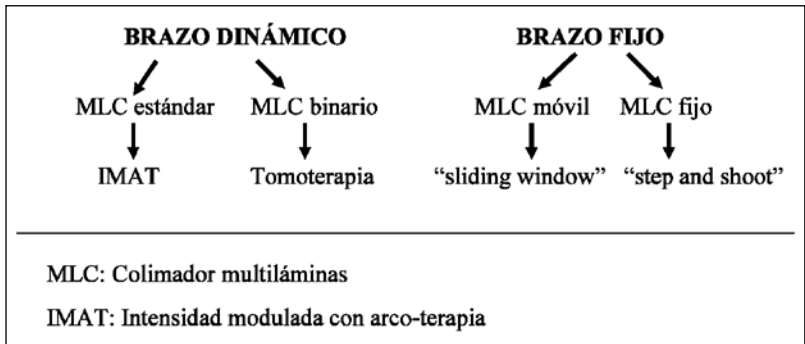 BRAZO DINÁMICO BRAZO FIJO
MLC estándar MLC binario MLC móvil MLC fijo
IMAT Tomoterapia “sliding window” “step and shoot”
MLC: Colimador multiláminas
IMAT: Intensidad modulada con arco-terapia